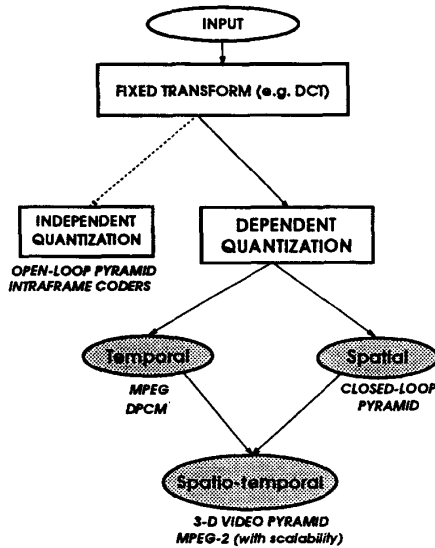 INPUT
FIXED TRANSFORM (e.g. DCT)
INDEPENDENT
QUANTIZATION
OPEN-LOOP PYRAMID
INTRAFRAME CODERS
DEPENDENT
QUANTIZATION
Temporal
MPEG
DPCM
Spatial
CLOSED-LOOP
PYRAMID
Spatio-temporal
3-D VIDEO PYRAMID
MPEG-2 (with scalability)